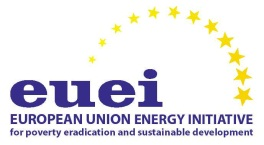 euei
EUROPEAN UNION ENERGY INITIATIVE
for poverty eradication and sustainable development